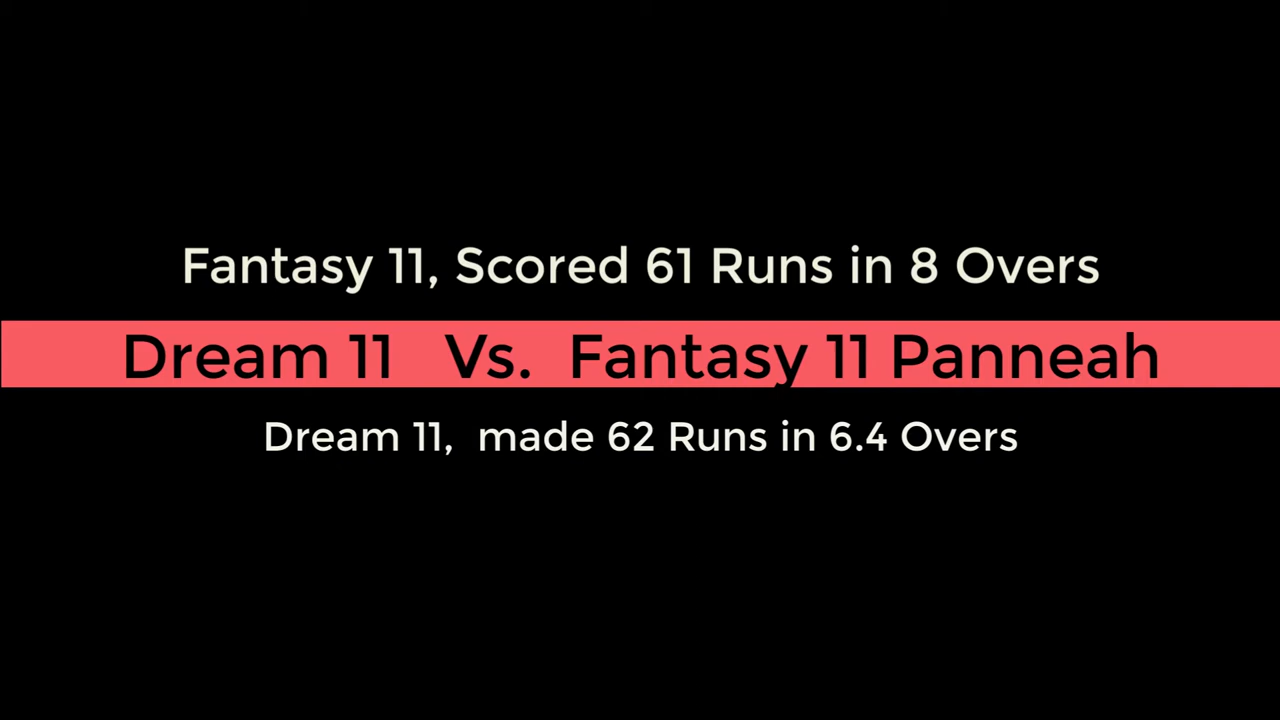 Fantasy 11, Scored 61 Runs in 8 Overs
Dream 11 Vs. Fantasy 11 Panneah
Dream 11, made 62 Runs in 6.4 Overs